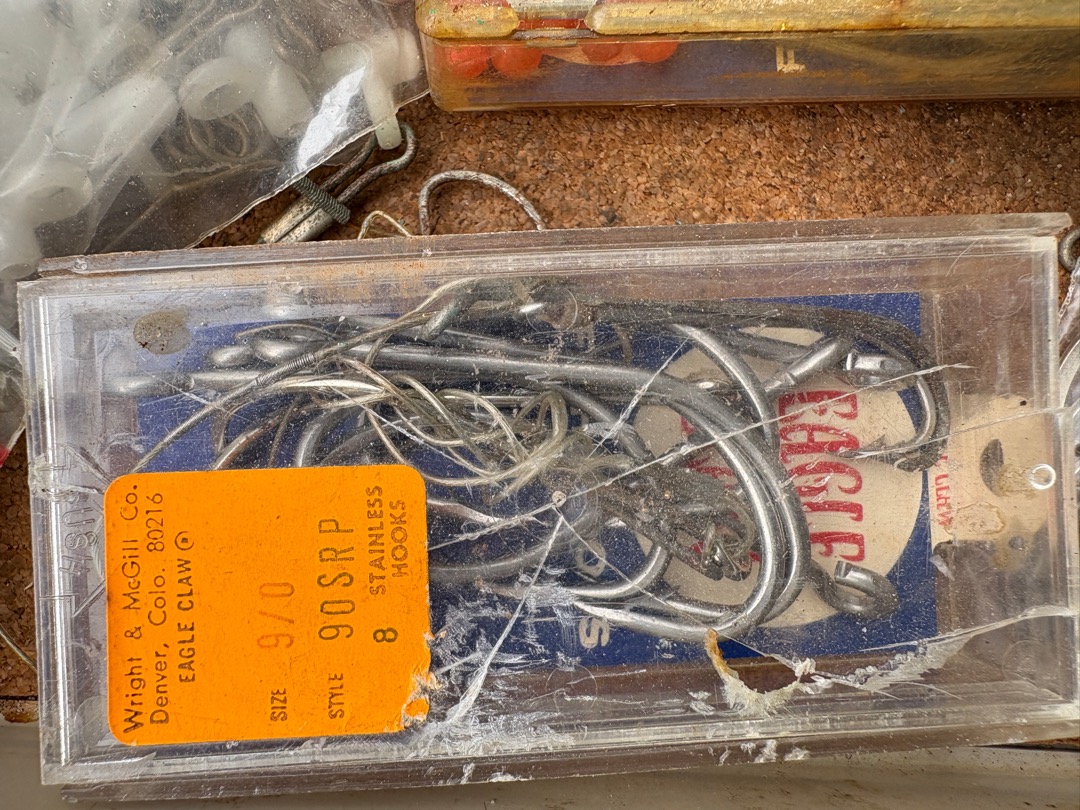 Wright & McGill Co.
Denver, Colo. 80216
EAGLE CLAW ®
SIZE 9/0
STYLE 90SRP
8 STAINLESS
HOOKS
EAGLE